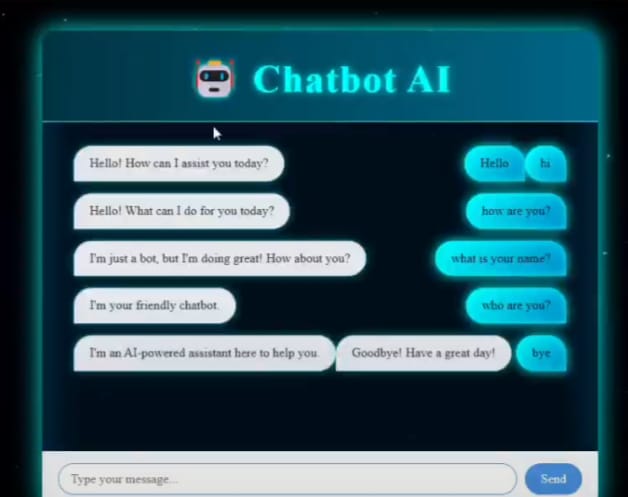 Chatbot AI
Hello! How can I assist you today? Hello hi
Hello! What can I do for you today? how are you?
I'm just a bot, but I'm doing great! How about you? what is your name?
I'm your friendly chatbot. who are you?
I'm an AI-powered assistant here to help you. Goodbye! Have a great day! bye
Type your message... Send